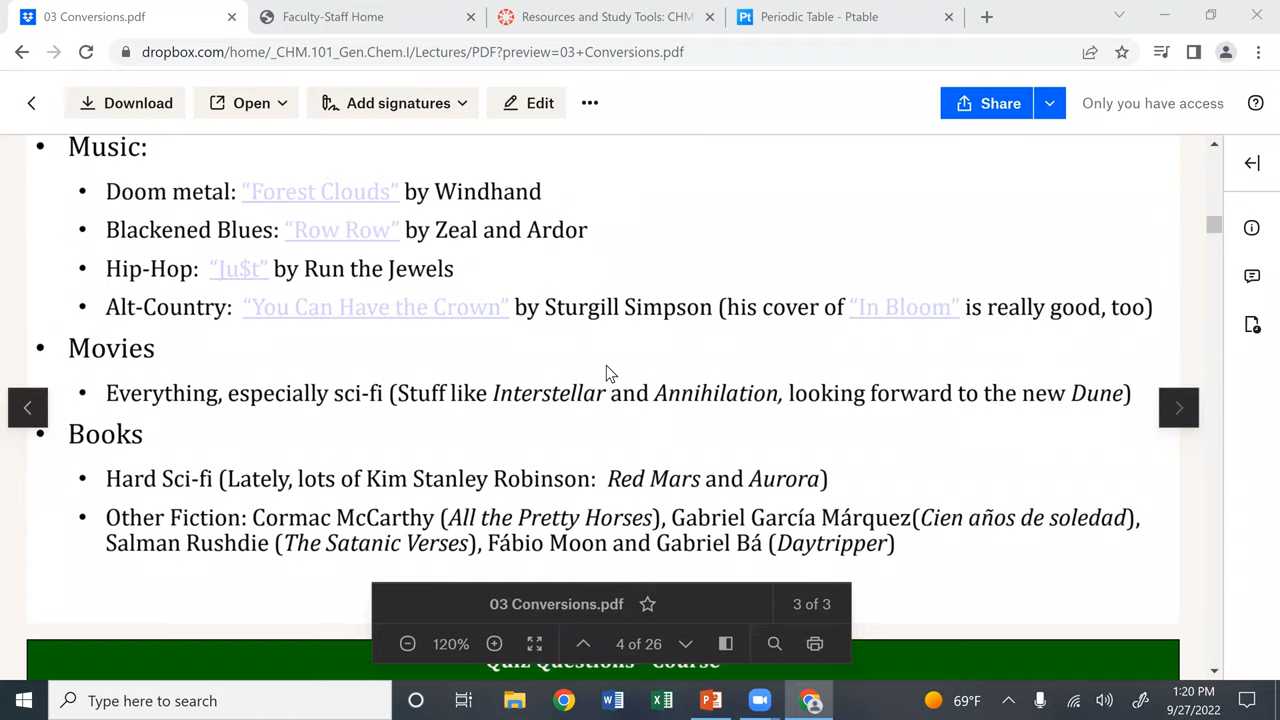 03 Conversions.pdf
Faculty-Staff Home
Resources and Study Tools: CHM
Pt Periodic Table - Ptable
dropbox.com/home/_CHM.101_Gen.Chem.I/Lectures/PDF?preview=03+Conversions.pdf
Download
Open
Add signatures
Edit
Share
Only you have access
• Music:
• Doom metal: “Forest Clouds” by Windhand
• Blackened Blues: “Row Row” by Zeal and Ardor
• Hip-Hop: “Ju$t” by Run the Jewels
• Alt-Country: “You Can Have the Crown” by Sturgill Simpson (his cover of “In Bloom” is really good, too)
• Movies
• Everything, especially sci-fi (Stuff like Interstellar and Annihilation, looking forward to the new Dune)
• Books
• Hard Sci-fi (Lately, lots of Kim Stanley Robinson: Red Mars and Aurora)
• Other Fiction: Cormac McCarthy (All the Pretty Horses), Gabriel García Márquez(Cien años de soledad),
Salman Rushdie (The Satanic Verses), Fábio Moon and Gabriel Bá (Daytripper)
03 Conversions.pdf
3 of 3
120%
4 of 26
Quiz Questions - Course
Type here to search
69°F
1:20 PM
9/27/2022